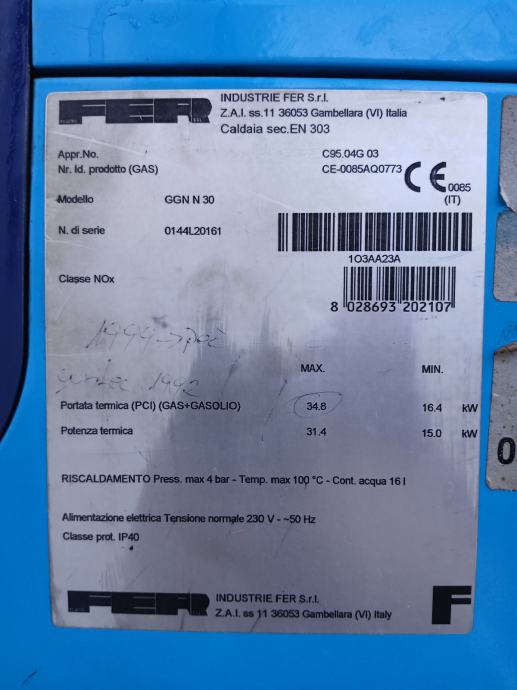 FER INDUSTRIE FER S.r.l.
Z.A.I. ss.11 36053 Gambellara (VI) Italia
Caldaia sec.EN 303
Appr.No. C95.04G 03
Nr. Id. prodotto (GAS) CE-0085AQ0773 CE 0085
(IT)
Modello GGN N 30
N. di serie 0144L20161
1O3AA23A
Classe NOx
8 028693 202107
1992
MAX. MIN.
Portata termica (PCI) (GAS+GASOLIO) 34.8 16.4 kW
Potenza termica 31.4 15.0 kW
RISCALDAMENTO Press. max 4 bar - Temp. max 100 °C - Cont. acqua 16 l
Alimentazione elettrica Tensione normale 230 V - ~50 Hz
Classe prot. IP40
FER INDUSTRIE FER S.r.l.
Z.A.I. ss 11 36053 Gambellara (VI) Italy
F
0